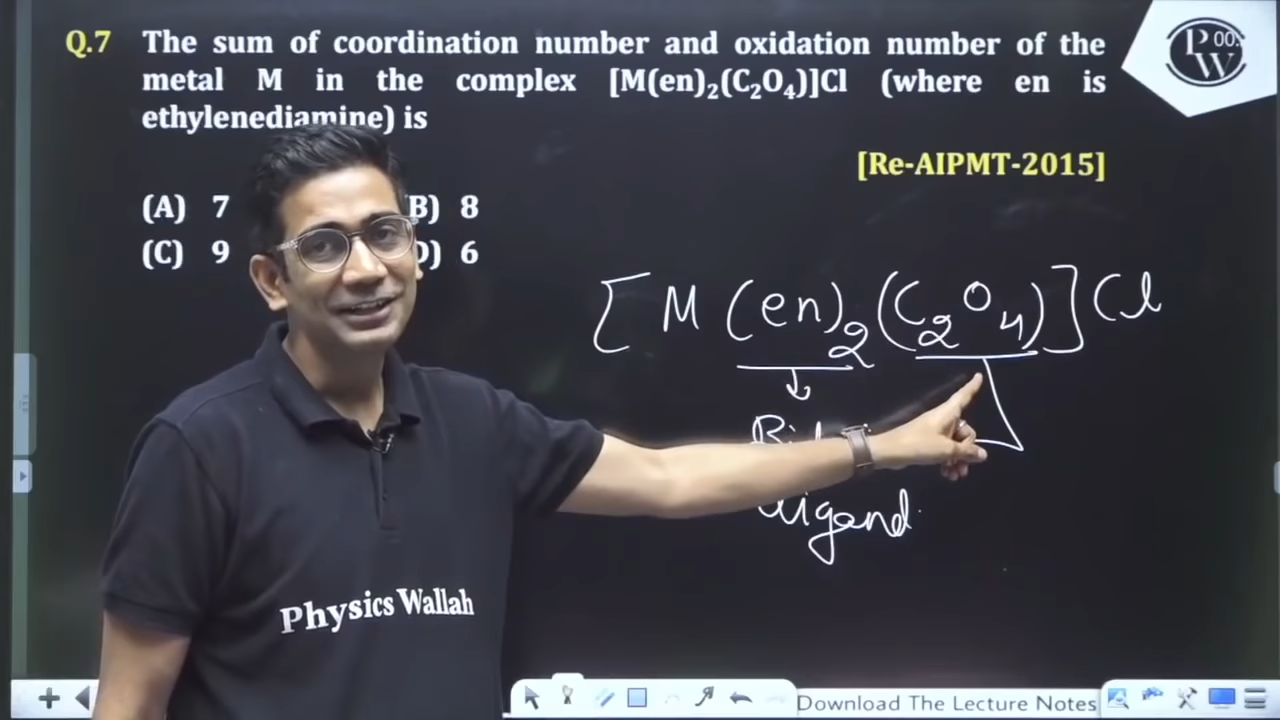 Q.7 The sum of coordination number and oxidation number of the
metal M in the complex [M(en)₂(C₂O₄)]Cl (where en is
ethylenediamine) is
[Re-AIPMT-2015]
(A) 7 B) 8
(C) 9 D) 6
[M(en)₂(C₂O₄)]Cl
ligand
Physics Wallah
PW 00:
Download The Lecture Notes